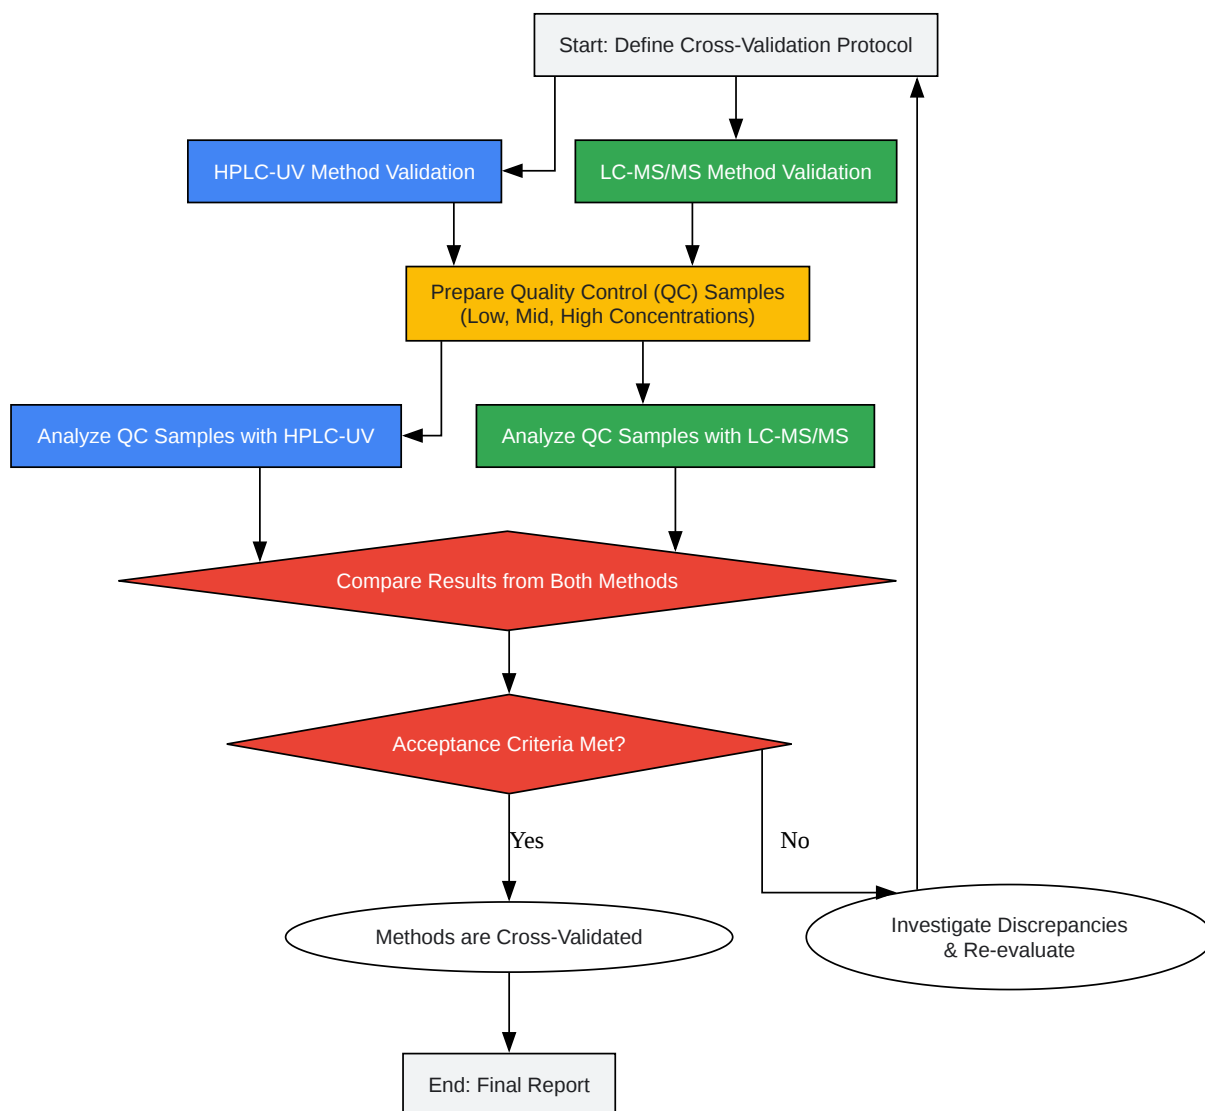 Start: Define Cross-Validation Protocol
HPLC-UV Method Validation
LC-MS/MS Method Validation
Prepare Quality Control (QC) Samples
(Low, Mid, High Concentrations)
Analyze QC Samples with HPLC-UV
Analyze QC Samples with LC-MS/MS
Compare Results from Both Methods
Acceptance Criteria Met?
Yes
No
Methods are Cross-Validated
Investigate Discrepancies
& Re-evaluate
End: Final Report